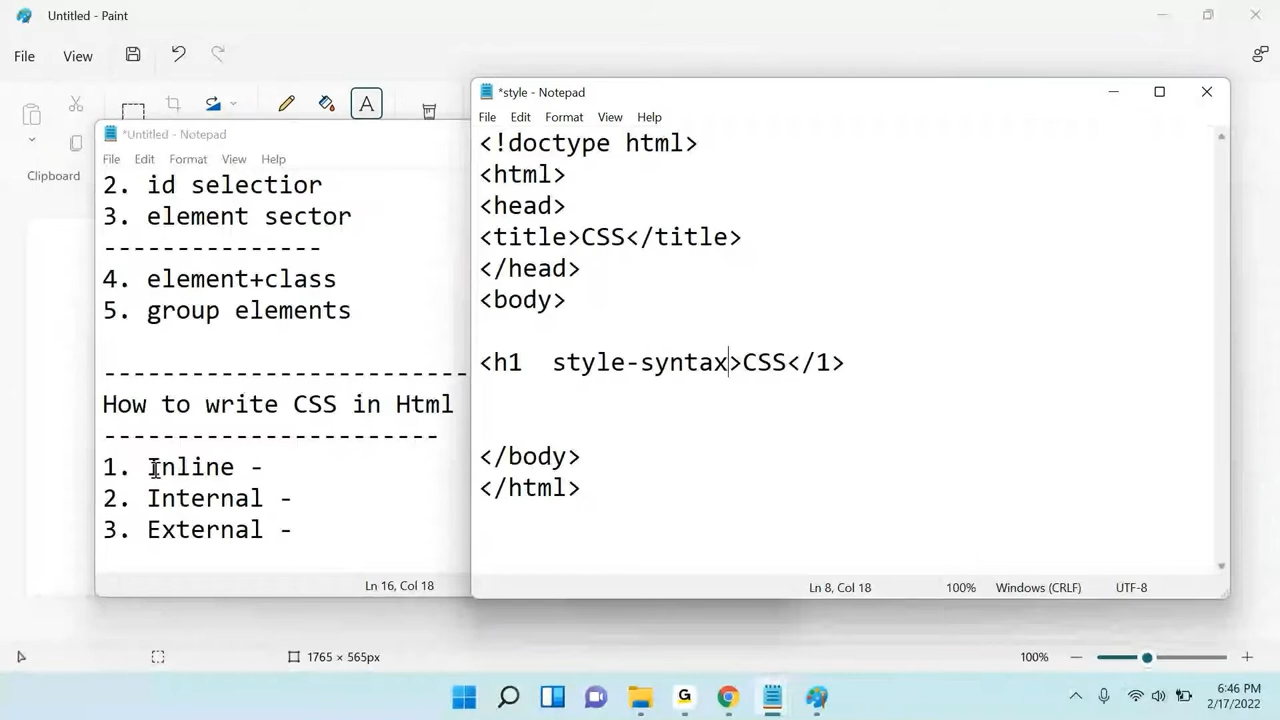 Untitled - Paint
File View
Clipboard
*Untitled - Notepad
File Edit Format View Help
2. id selectior
3. element sector
---------------
4. element+class
5. group elements
-------------------------
How to write CSS in Html
-----------------------
1. Inline -
2. Internal -
3. External -
Ln 16, Col 18
*style - Notepad
File Edit Format View Help
<!doctype html>
<html>
<head>
<title>CSS</title>
</head>
<body>
<h1  style-syntax>CSS</1>
</body>
</html>
Ln 8, Col 18 100% Windows (CRLF) UTF-8
1765 × 565px 100%
G
6:46 PM
2/17/2022